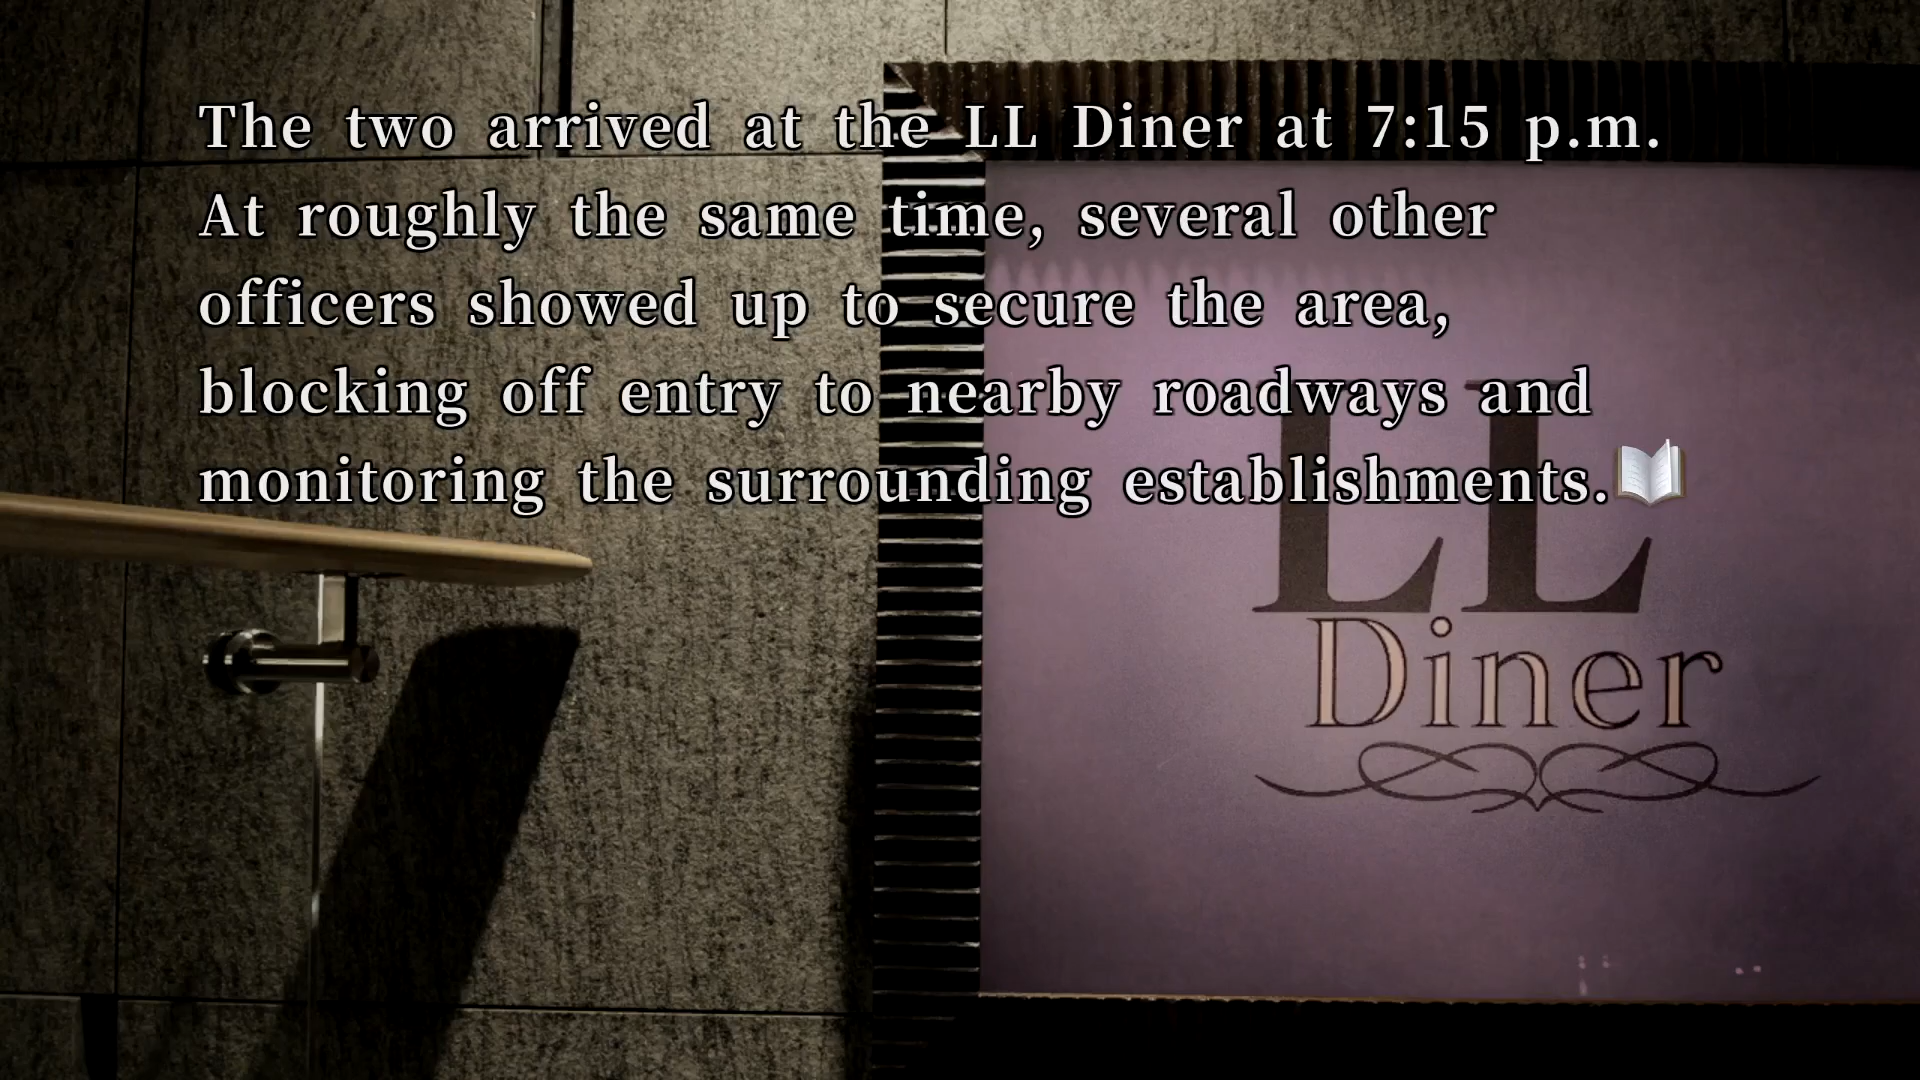 The two arrived at the LL Diner at 7:15 p.m.
At roughly the same time, several other
officers showed up to secure the area,
blocking off entry to nearby roadways and
monitoring the surrounding establishments.
LL
Diner